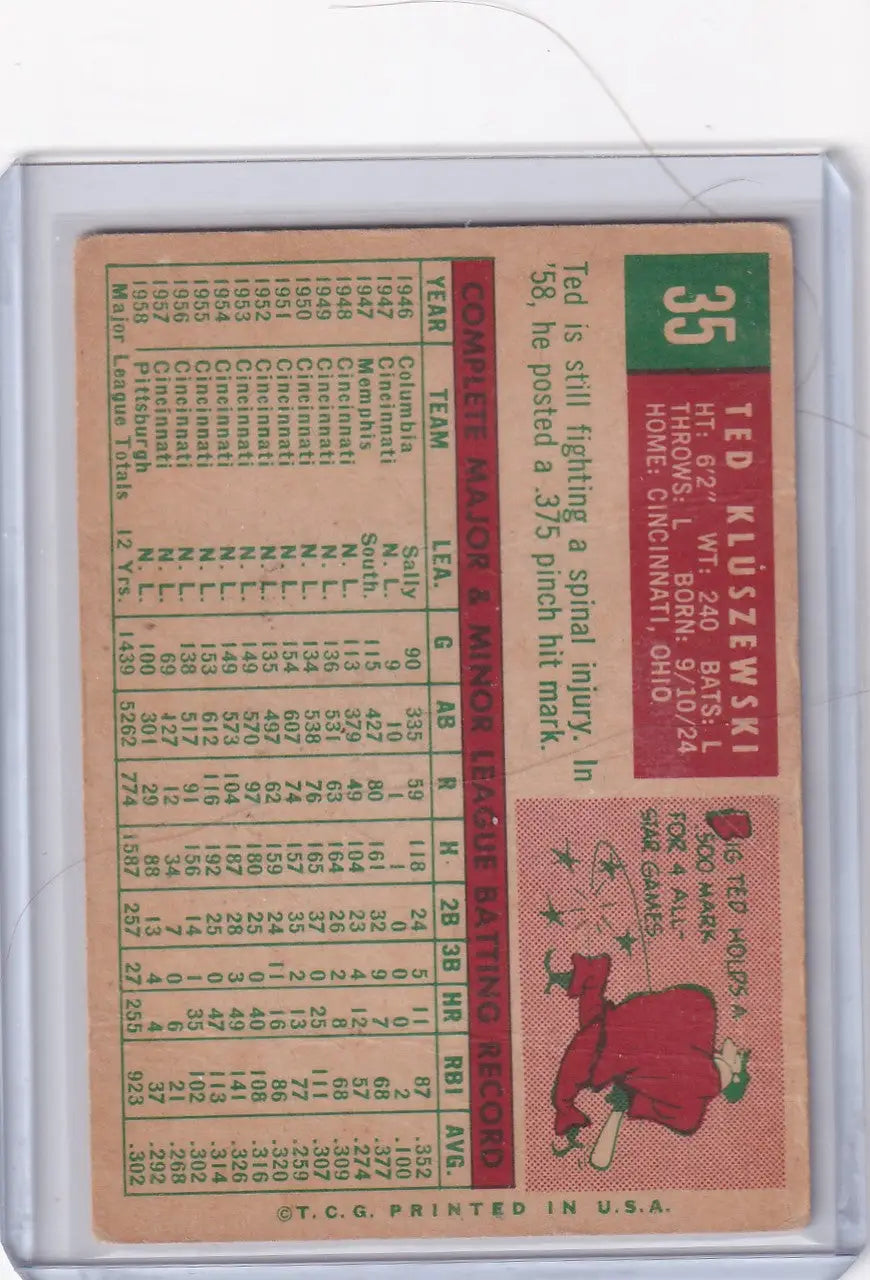 35
TED KLUSZEWSKI
HT: 6'2" WT: 240 BATS: L
THROWS: L BORN: 9/10/24
HOME: CINCINNATI, OHIO
Ted is still fighting a spinal injury. In
'58, he posted a .375 pinch hit mark.
BIG TED HOLDS A
.500 MARK
FOR 4 ALL-
STAR GAMES.
COMPLETE MAJOR & MINOR LEAGUE BATTING RECORD
YEAR TEAM LEA. G AB R H 2B 3B HR RBI AVG.
1946 Columbia Sally 90 335 59 118 24 5 11 87 .352
1947 Cincinnati N. L. 9 10 1 1 0 0 0 2 .100
1947 Memphis South. 115 427 80 161 32 9 7 68 .377
1948 Cincinnati N. L. 113 379 49 104 23 4 12 57 .274
1949 Cincinnati N. L. 136 531 63 164 26 2 8 68 .309
1950 Cincinnati N. L. 134 538 76 165 37 0 25 111 .307
1951 Cincinnati N. L. 154 607 74 157 35 2 13 77 .259
1952 Cincinnati N. L. 135 497 62 159 24 11 16 86 .320
1953 Cincinnati N. L. 149 570 97 180 25 0 40 108 .316
1954 Cincinnati N. L. 149 573 104 187 28 3 49 141 .326
1955 Cincinnati N. L. 153 612 116 192 25 0 47 113 .314
1956 Cincinnati N. L. 138 517 91 156 14 1 35 102 .302
1957 Cincinnati N. L. 69 127 12 34 7 0 6 21 .268
1958 Pittsburgh N. L. 100 301 29 88 13 4 4 37 .292
Major League Totals 12 Yrs. 1439 5262 774 1587 257 27 255 923 .302
©T.C.G. PRINTED IN U.S.A.